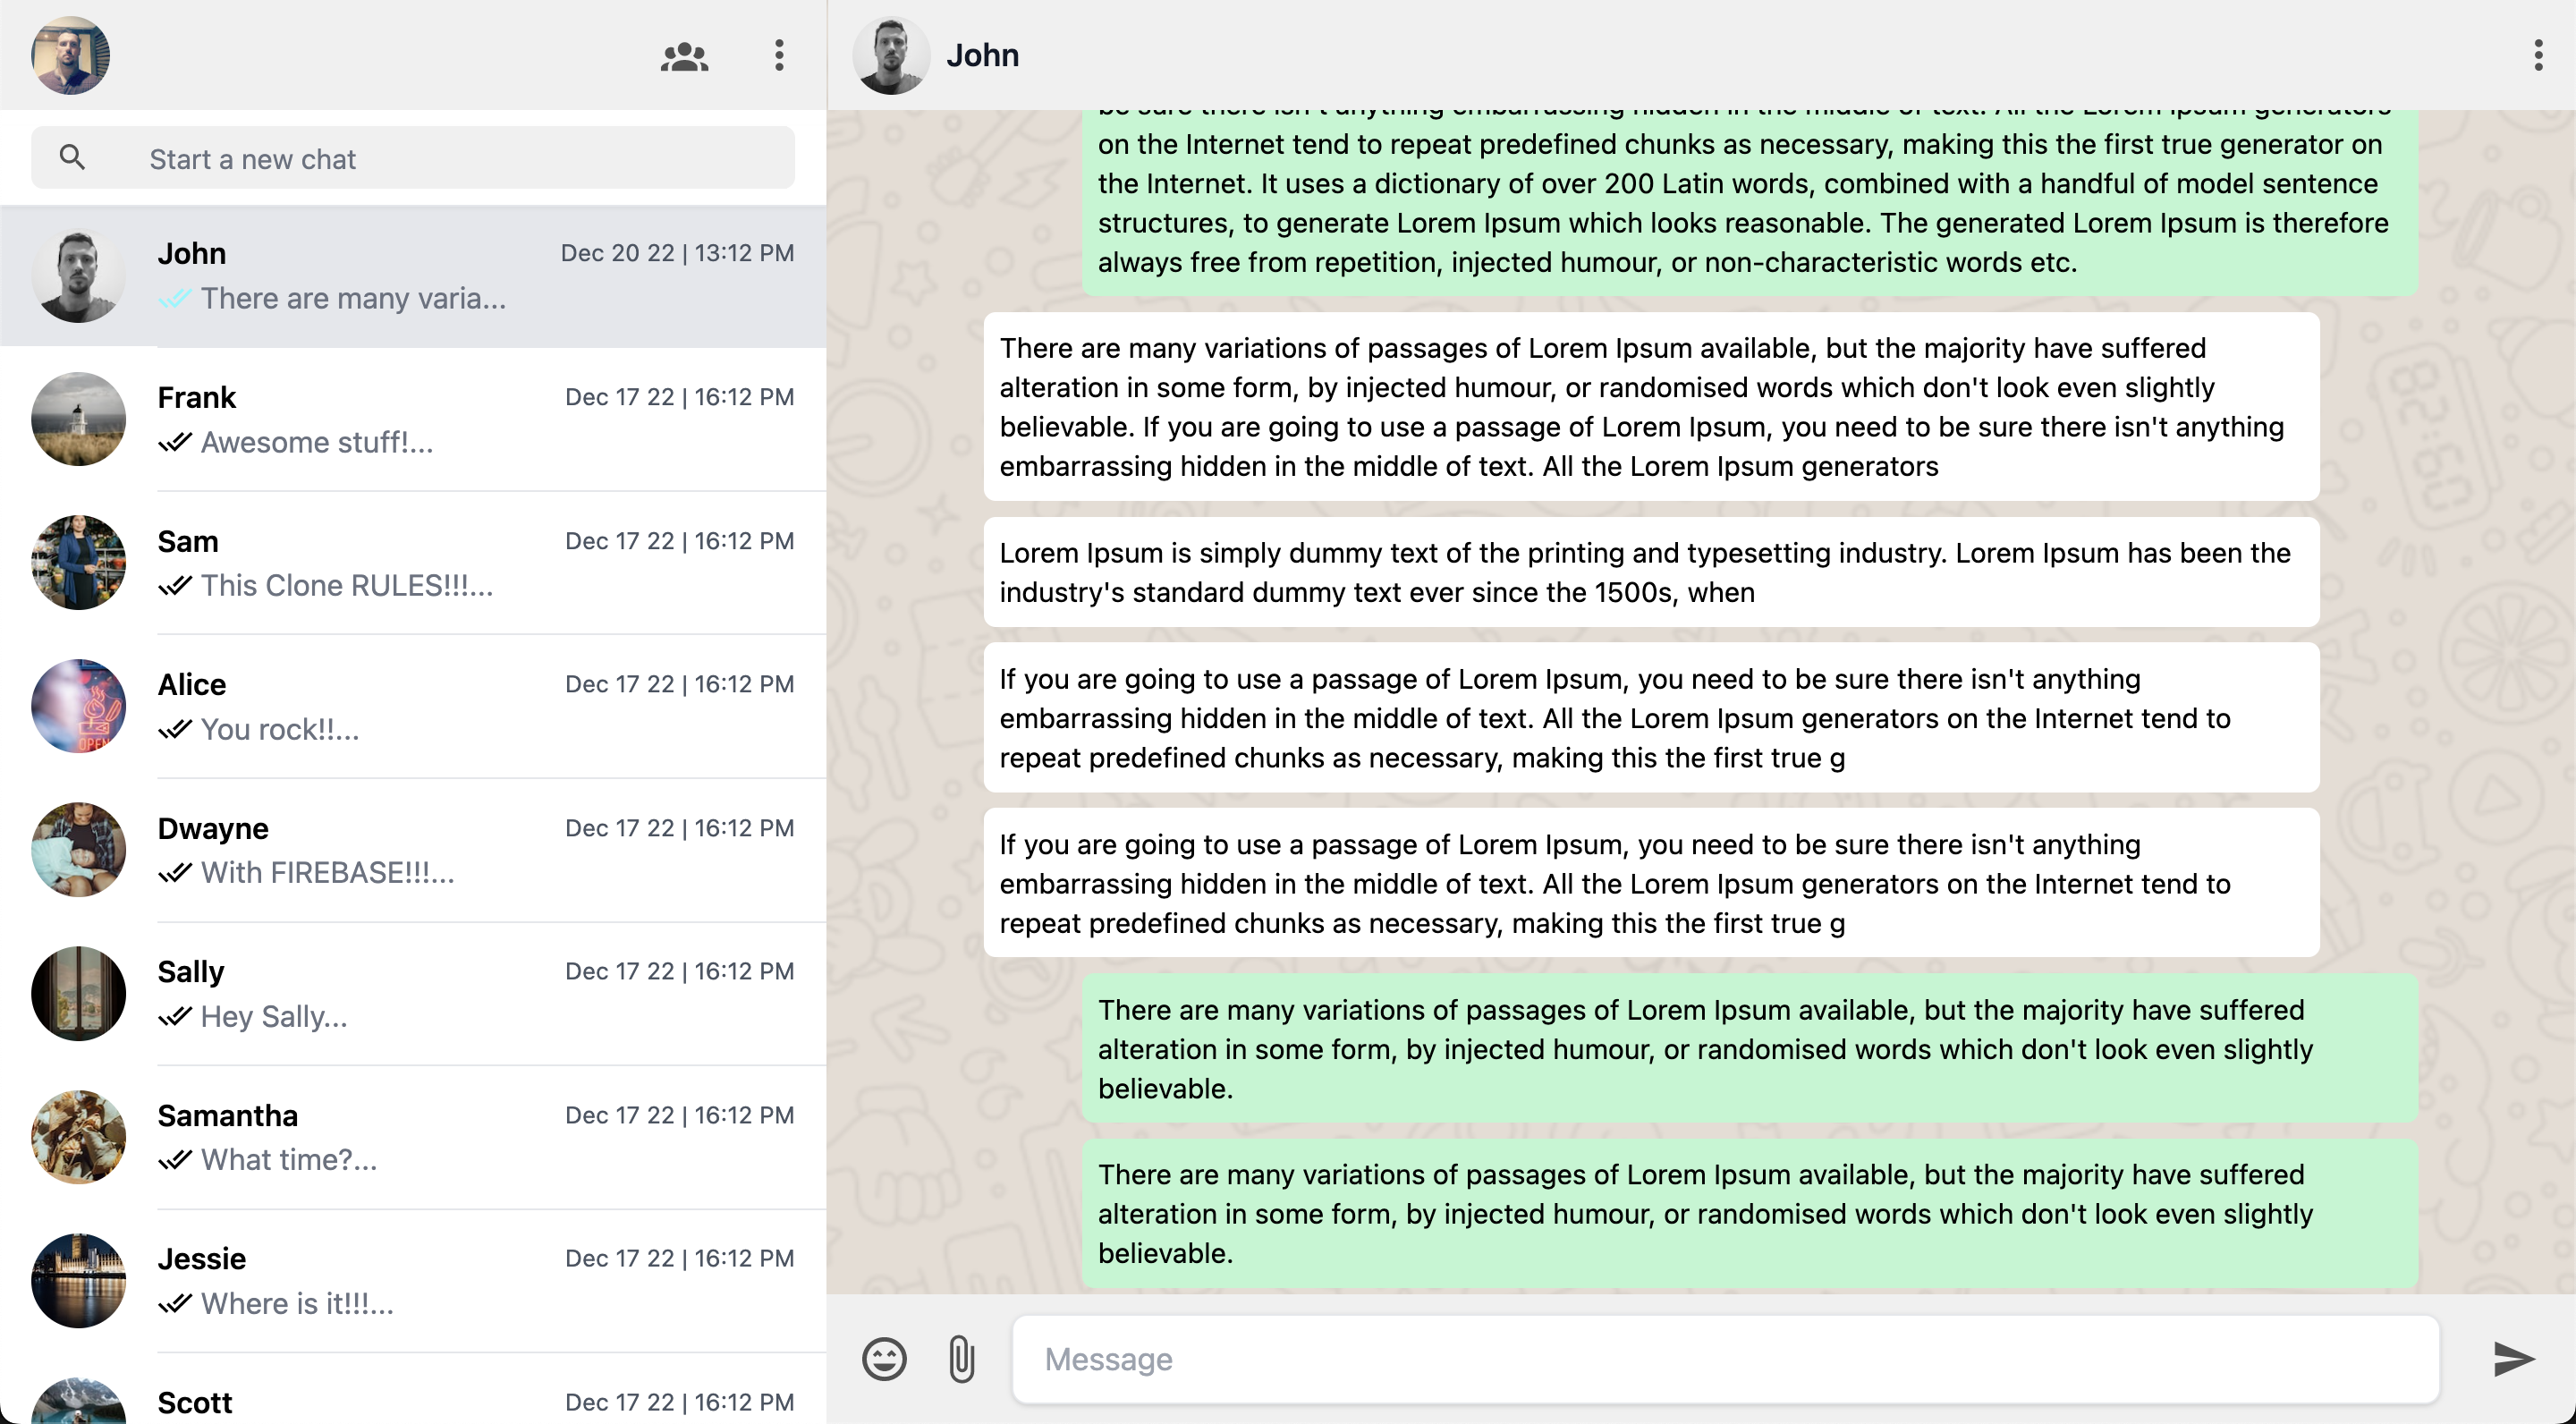 Start a new chat
John
Dec 20 22 | 13:12 PM
There are many varia...
Frank
Dec 17 22 | 16:12 PM
Awesome stuff!...
Sam
Dec 17 22 | 16:12 PM
This Clone RULES!!!...
Alice
Dec 17 22 | 16:12 PM
You rock!!...
Dwayne
Dec 17 22 | 16:12 PM
With FIREBASE!!!...
Sally
Dec 17 22 | 16:12 PM
Hey Sally...
Samantha
Dec 17 22 | 16:12 PM
What time?...
Jessie
Dec 17 22 | 16:12 PM
Where is it!!!...
Scott
Dec 17 22 | 16:12 PM
OPEN
John
be sure there isn't anything embarrassing hidden in the middle of text. All the Lorem Ipsum generators
on the Internet tend to repeat predefined chunks as necessary, making this the first true generator on
the Internet. It uses a dictionary of over 200 Latin words, combined with a handful of model sentence
structures, to generate Lorem Ipsum which looks reasonable. The generated Lorem Ipsum is therefore
always free from repetition, injected humour, or non-characteristic words etc.
There are many variations of passages of Lorem Ipsum available, but the majority have suffered
alteration in some form, by injected humour, or randomised words which don't look even slightly
believable. If you are going to use a passage of Lorem Ipsum, you need to be sure there isn't anything
embarrassing hidden in the middle of text. All the Lorem Ipsum generators
Lorem Ipsum is simply dummy text of the printing and typesetting industry. Lorem Ipsum has been the
industry's standard dummy text ever since the 1500s, when
If you are going to use a passage of Lorem Ipsum, you need to be sure there isn't anything
embarrassing hidden in the middle of text. All the Lorem Ipsum generators on the Internet tend to
repeat predefined chunks as necessary, making this the first true g
If you are going to use a passage of Lorem Ipsum, you need to be sure there isn't anything
embarrassing hidden in the middle of text. All the Lorem Ipsum generators on the Internet tend to
repeat predefined chunks as necessary, making this the first true g
There are many variations of passages of Lorem Ipsum available, but the majority have suffered
alteration in some form, by injected humour, or randomised words which don't look even slightly
believable.
There are many variations of passages of Lorem Ipsum available, but the majority have suffered
alteration in some form, by injected humour, or randomised words which don't look even slightly
believable.
Message